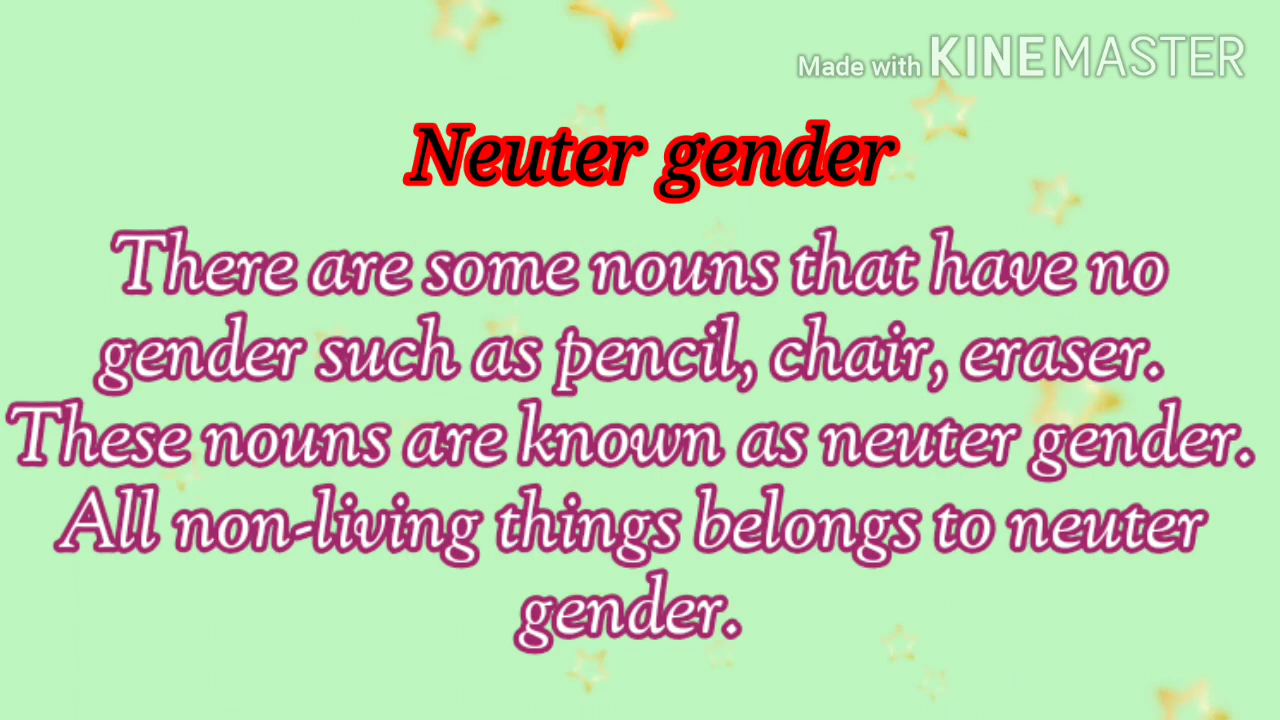 Made with KINEMASTER
Neuter gender
There are some nouns that have no
gender such as pencil, chair, eraser.
These nouns are known as neuter gender.
All non-living things belongs to neuter
gender.